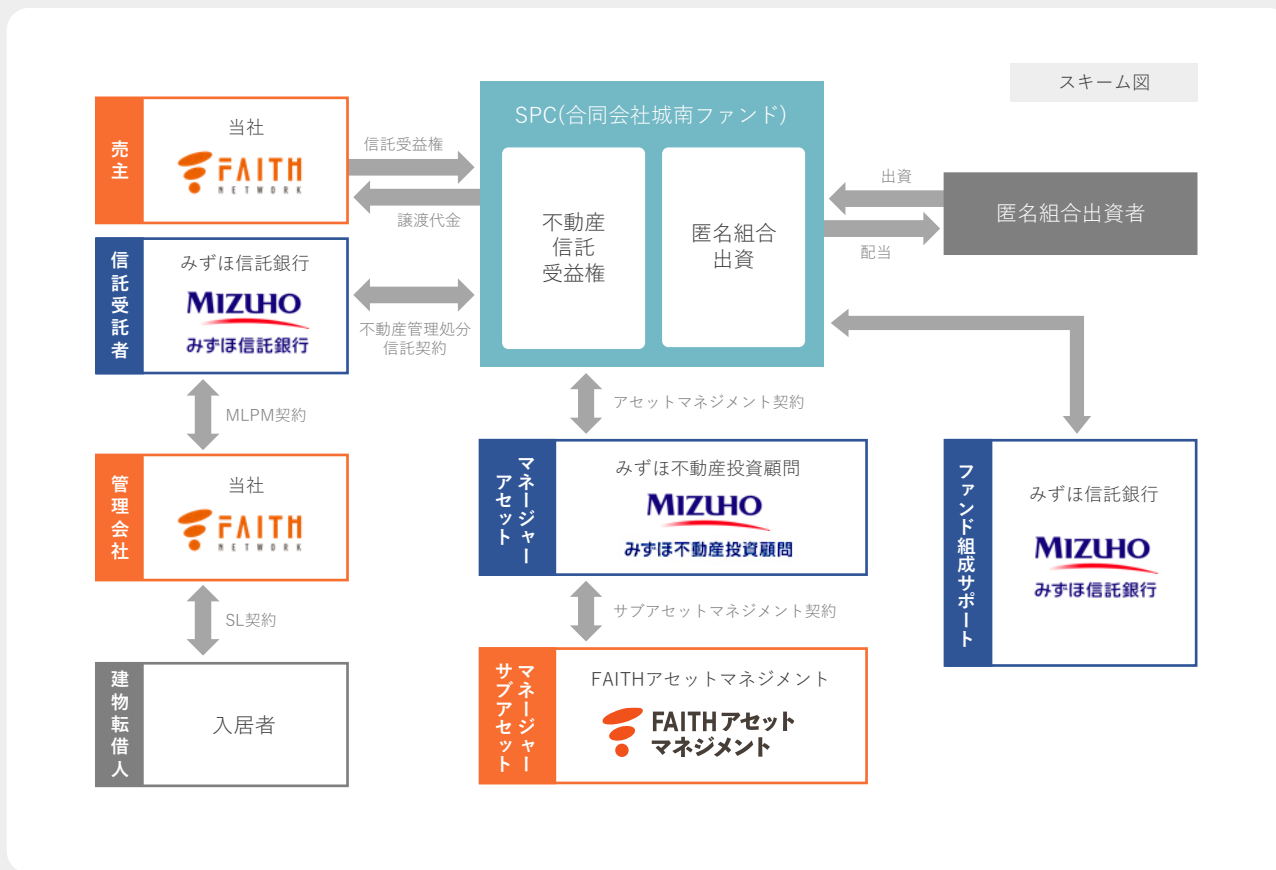 スキーム図
売主
当社
FAITH
NETWORK
信託受益権
譲渡代金
SPC(合同会社城南ファンド)
不動産
信託
受益権
匿名組合
出資
出資
配当
匿名組合出資者
信託受託者
みずほ信託銀行
MIZUHO
みずほ信託銀行
不動産管理処分
信託契約
MLPM契約
管理会社
当社
FAITH
NETWORK
SL契約
建物転借人
入居者
アセットマネジメント契約
アセット
マネージャー
みずほ不動産投資顧問
MIZUHO
みずほ不動産投資顧問
サブアセットマネジメント契約
サブアセット
マネージャー
FAITHアセットマネジメント
FAITHアセット
マネジメント
ファンド組成サポート
みずほ信託銀行
MIZUHO
みずほ信託銀行